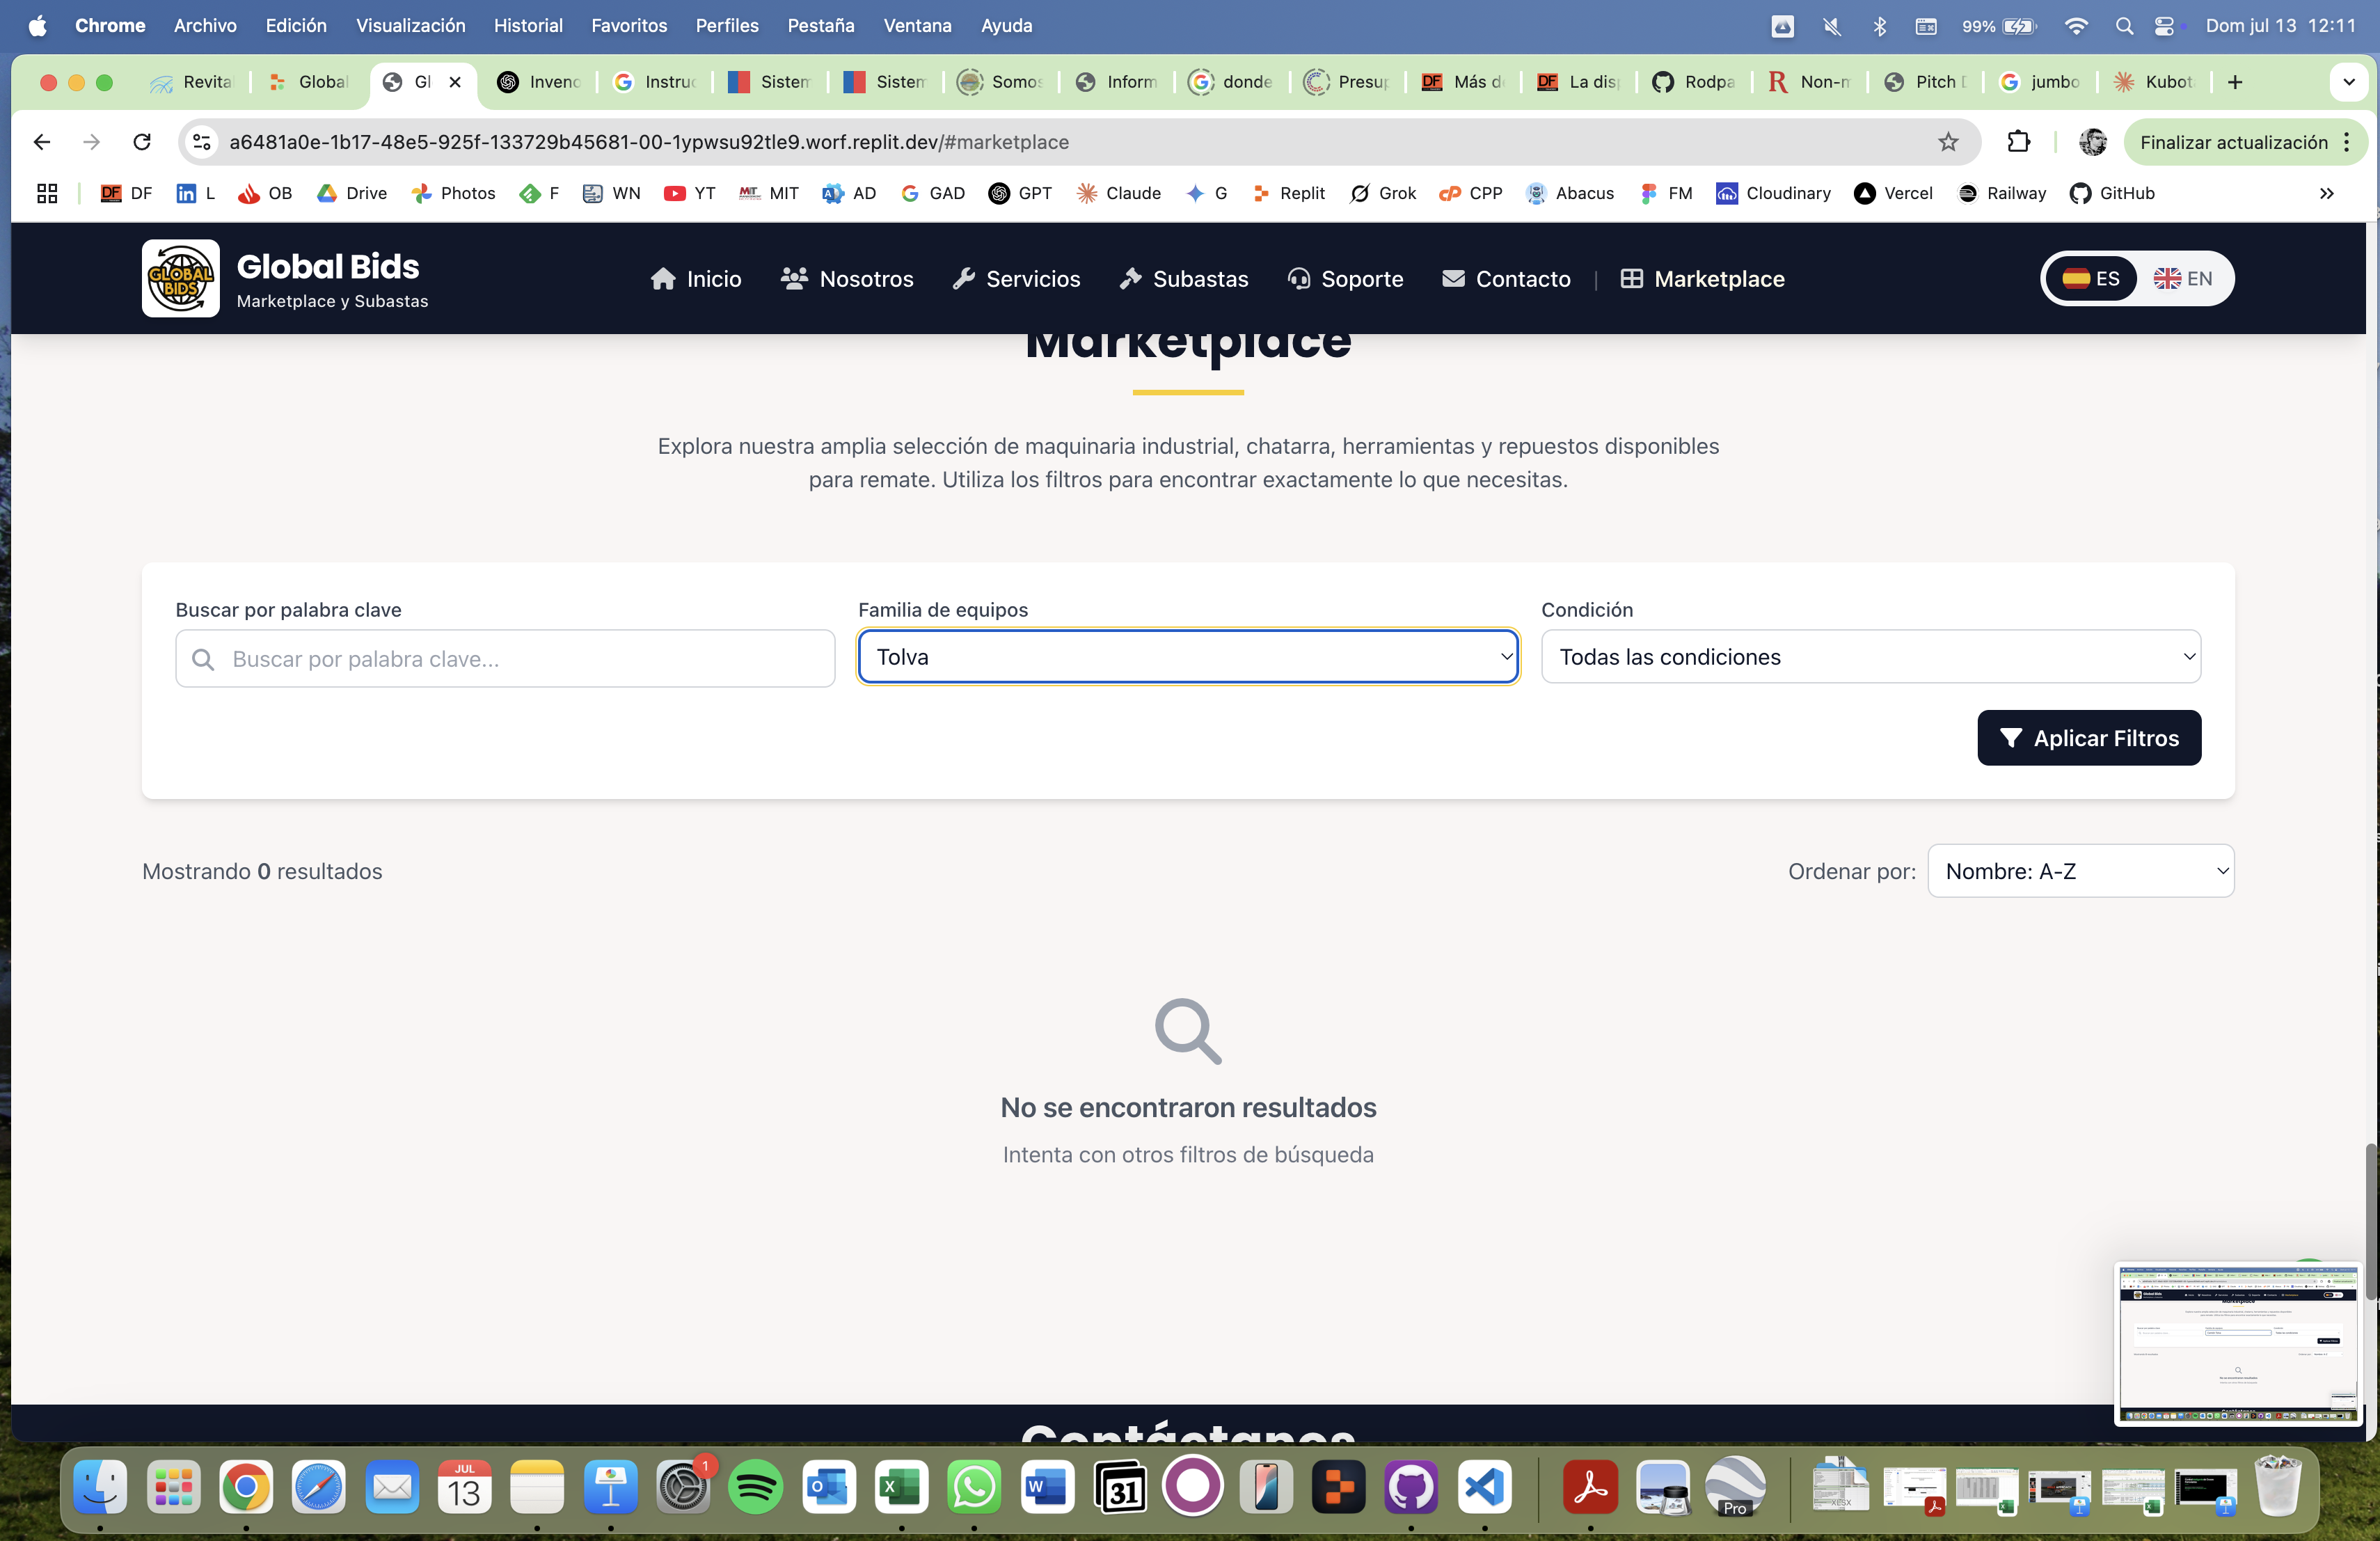 Chrome Archivo Edición Visualización Historial Favoritos Perfiles Pestaña Ventana Ayuda 99% Dom jul 13 12:11
Revita Global Gl Inveno Instruc Sistem Sistem Somos Inform donde Presup Más d La dis Rodpa Non-m Pitch D jumbo Kubot
a6481a0e-1b17-48e5-925f-133729b45681-00-1ypwsu92tle9.worf.replit.dev/#marketplace Finalizar actualización
DF L OB Drive Photos F WN YT MIT AD GAD GPT Claude G Replit Grok CPP Abacus FM Cloudinary Vercel Railway GitHub
GLOBAL BIDS
Global Bids
Marketplace y Subastas
Inicio Nosotros Servicios Subastas Soporte Contacto | Marketplace
ES EN
Marketplace
Explora nuestra amplia selección de maquinaria industrial, chatarra, herramientas y repuestos disponibles
para remate. Utiliza los filtros para encontrar exactamente lo que necesitas.
Buscar por palabra clave Familia de equipos Condición
Buscar por palabra clave... Tolva Todas las condiciones
Aplicar Filtros
Mostrando 0 resultados Ordenar por: Nombre: A-Z
No se encontraron resultados
Intenta con otros filtros de búsqueda
Contáctanos
JUL
13
1
31
Pro
XLSX